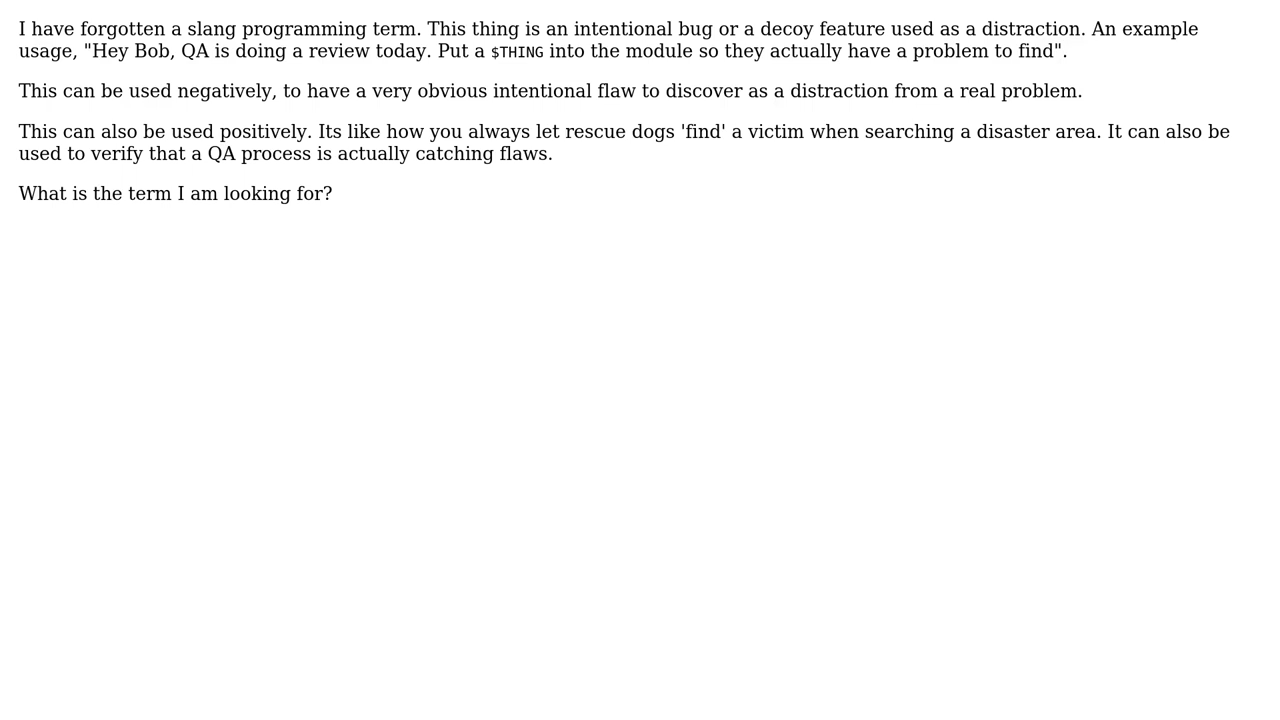 I have forgotten a slang programming term. This thing is an intentional bug or a decoy feature used as a distraction. An example
usage, "Hey Bob, QA is doing a review today. Put a $THING into the module so they actually have a problem to find".
This can be used negatively, to have a very obvious intentional flaw to discover as a distraction from a real problem.
This can also be used positively. Its like how you always let rescue dogs 'find' a victim when searching a disaster area. It can also be
used to verify that a QA process is actually catching flaws.
What is the term I am looking for?